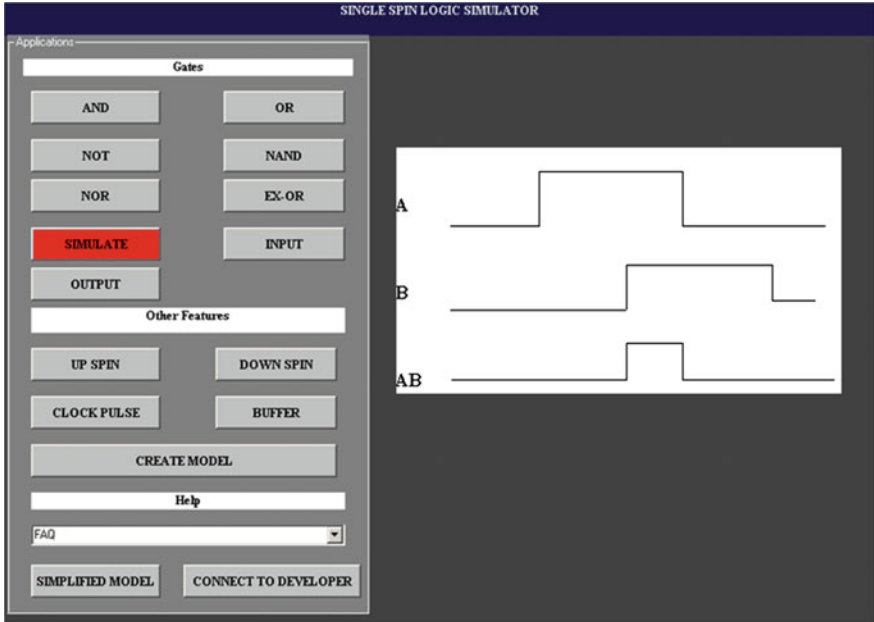 SINGLE SPIN LOGIC SIMULATOR
Applications
Gates
AND
OR
NOT
NAND
NOR
EX-OR
SIMULATE
INPUT
OUTPUT
Other Features
UP SPIN
DOWN SPIN
CLOCK PULSE
BUFFER
CREATE MODEL
Help
FAQ
SIMPLIFIED MODEL
CONNECT TO DEVELOPER
A
B
AB